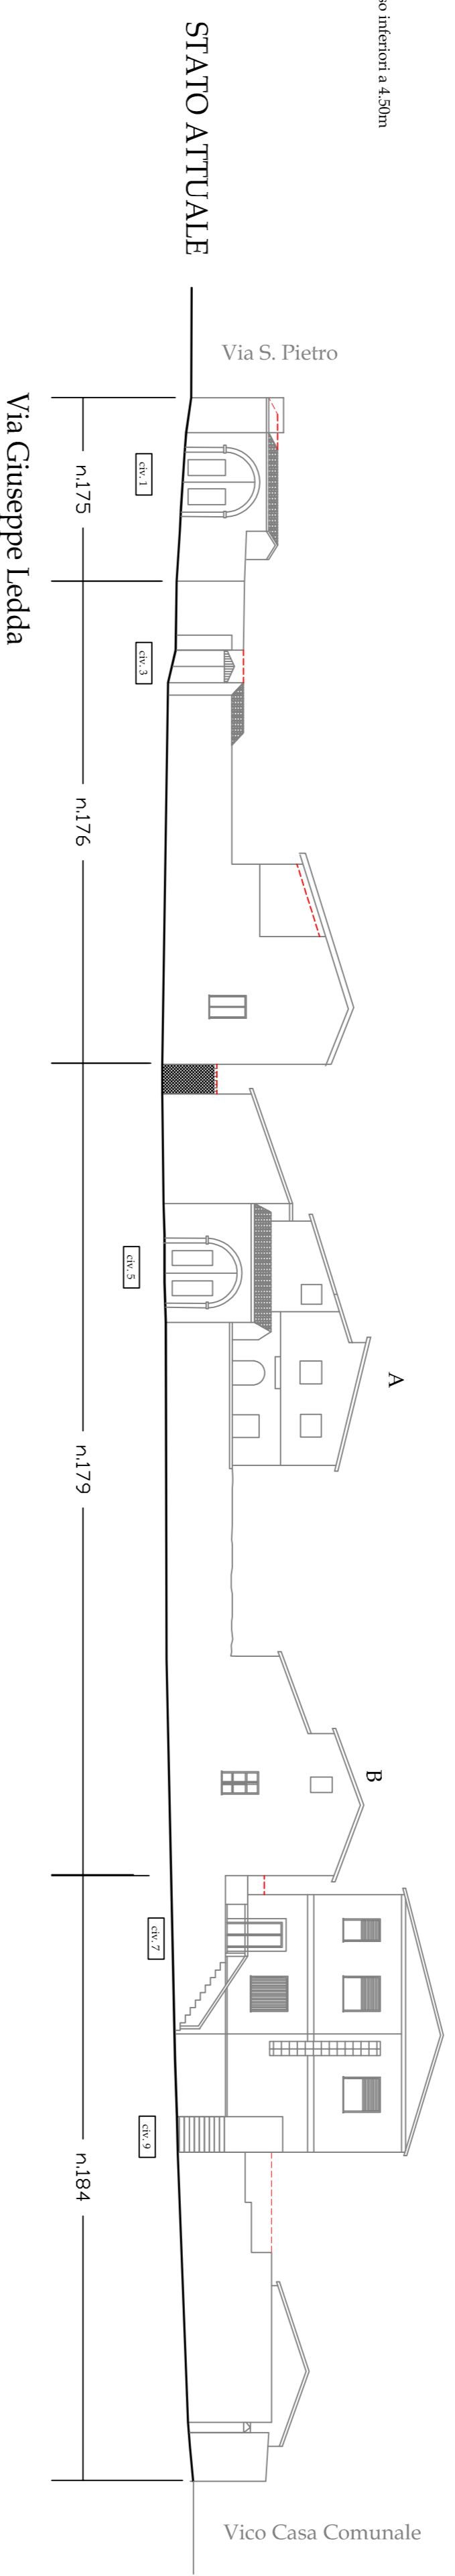 so inferiori a 4.50m
STATO ATTUALE
Via S. Pietro
Via Giuseppe Ledda
civ. 1
n.175
civ. 3
n.176
civ. 5
A
n.179
B
civ. 7
civ. 9
n.184
Vico Casa Comunale